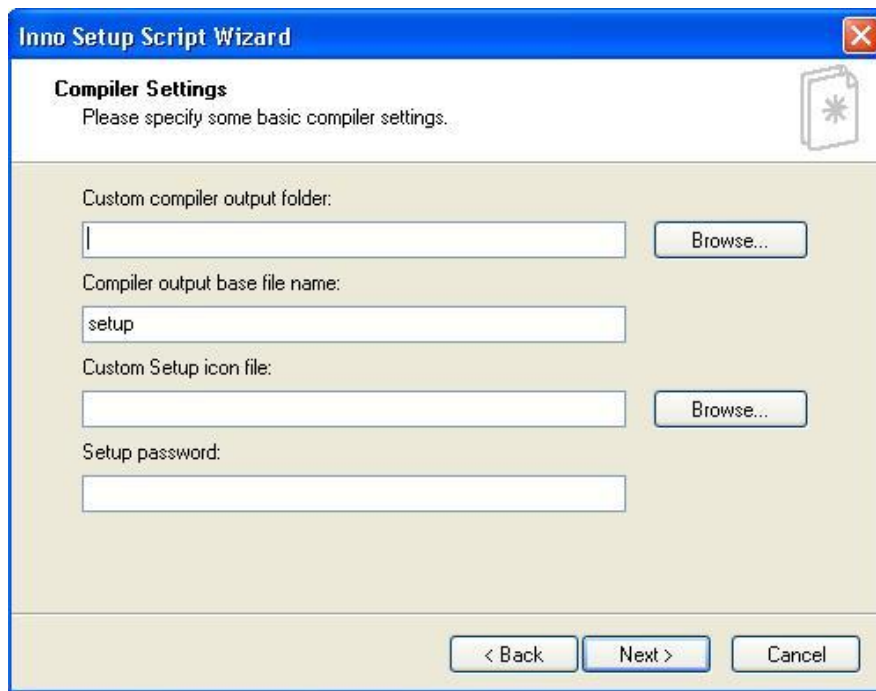 Inno Setup Script Wizard
Compiler Settings
Please specify some basic compiler settings.
Custom compiler output folder:
Browse...
Compiler output base file name:
setup
Custom Setup icon file:
Browse...
Setup password:
< Back
Next >
Cancel